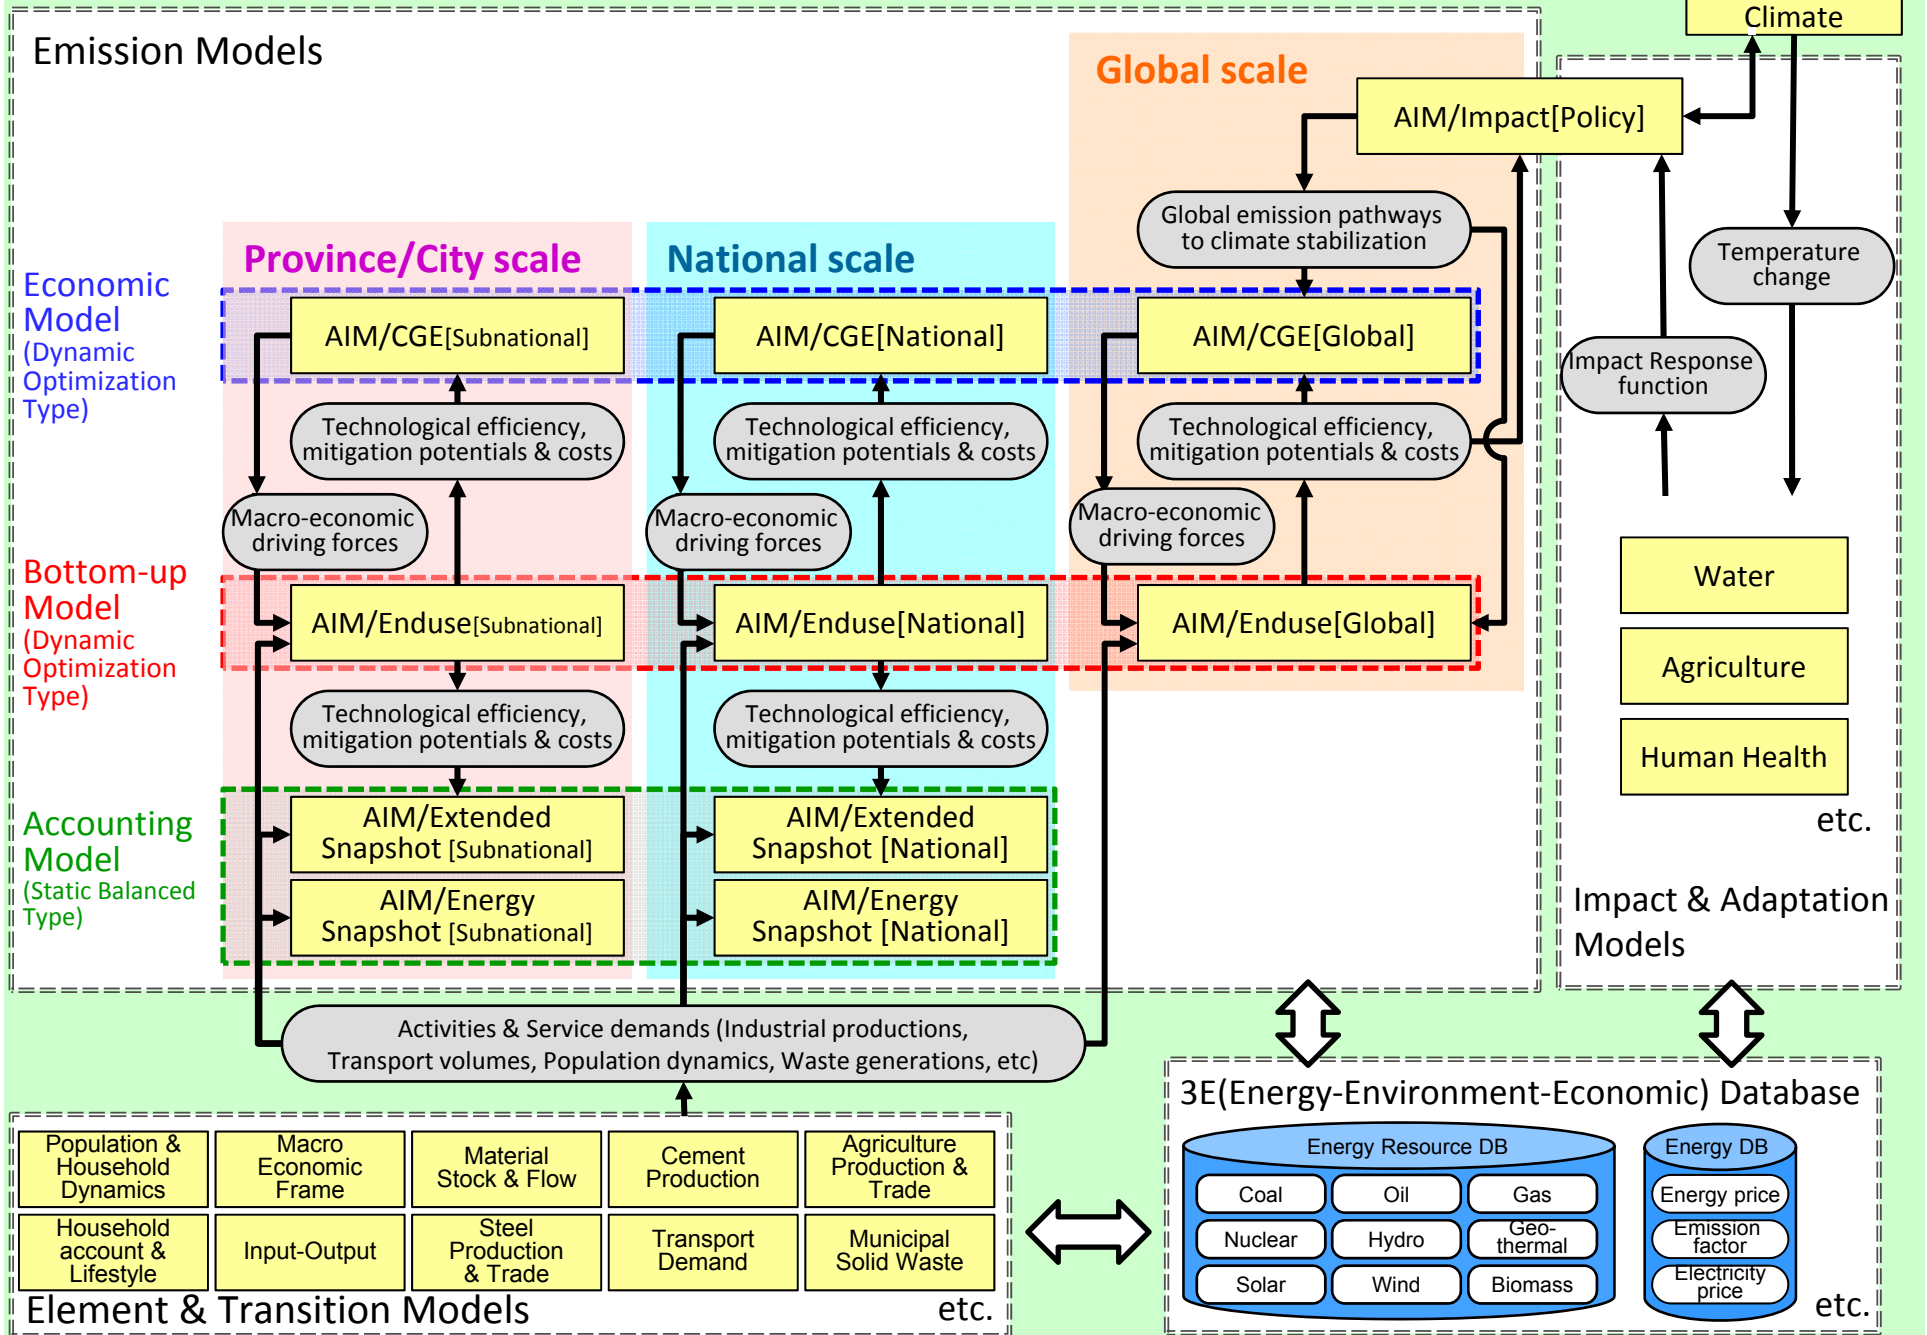 Climate
Emission Models
Global scale
AIM/Impact[Policy]
Global emission pathways
to climate stabilization
Temperature
change
Province/City scale
National scale
Economic
Model
(Dynamic
Optimization
Type)
AIM/CGE[Subnational]
AIM/CGE[National]
AIM/CGE[Global]
Impact Response
function
Technological efficiency,
mitigation potentials & costs
Technological efficiency,
mitigation potentials & costs
Technological efficiency,
mitigation potentials & costs
Macro-economic
driving forces
Macro-economic
driving forces
Macro-economic
driving forces
Bottom-up
Model
(Dynamic
Optimization
Type)
AIM/Enduse[Subnational]
AIM/Enduse[National]
AIM/Enduse[Global]
Water
Agriculture
Human Health
etc.
Impact & Adaptation
Models
Technological efficiency,
mitigation potentials & costs
Technological efficiency,
mitigation potentials & costs
Accounting
Model
(Static Balanced
Type)
AIM/Extended
Snapshot [Subnational]
AIM/Extended
Snapshot [National]
AIM/Energy
Snapshot [Subnational]
AIM/Energy
Snapshot [National]
Activities & Service demands (Industrial productions,
Transport volumes, Population dynamics, Waste generations, etc)
Population &
Household
Dynamics
Macro
Economic
Frame
Material
Stock & Flow
Cement
Production
Agriculture
Production &
Trade
Household
account &
Lifestyle
Input-Output
Steel
Production
& Trade
Transport
Demand
Municipal
Solid Waste
Element & Transition Models
etc.
3E(Energy-Environment-Economic) Database
Energy Resource DB
Coal
Oil
Gas
Nuclear
Hydro
Geo-
thermal
Solar
Wind
Biomass
Energy DB
Energy price
Emission
factor
Electricity
price
etc.